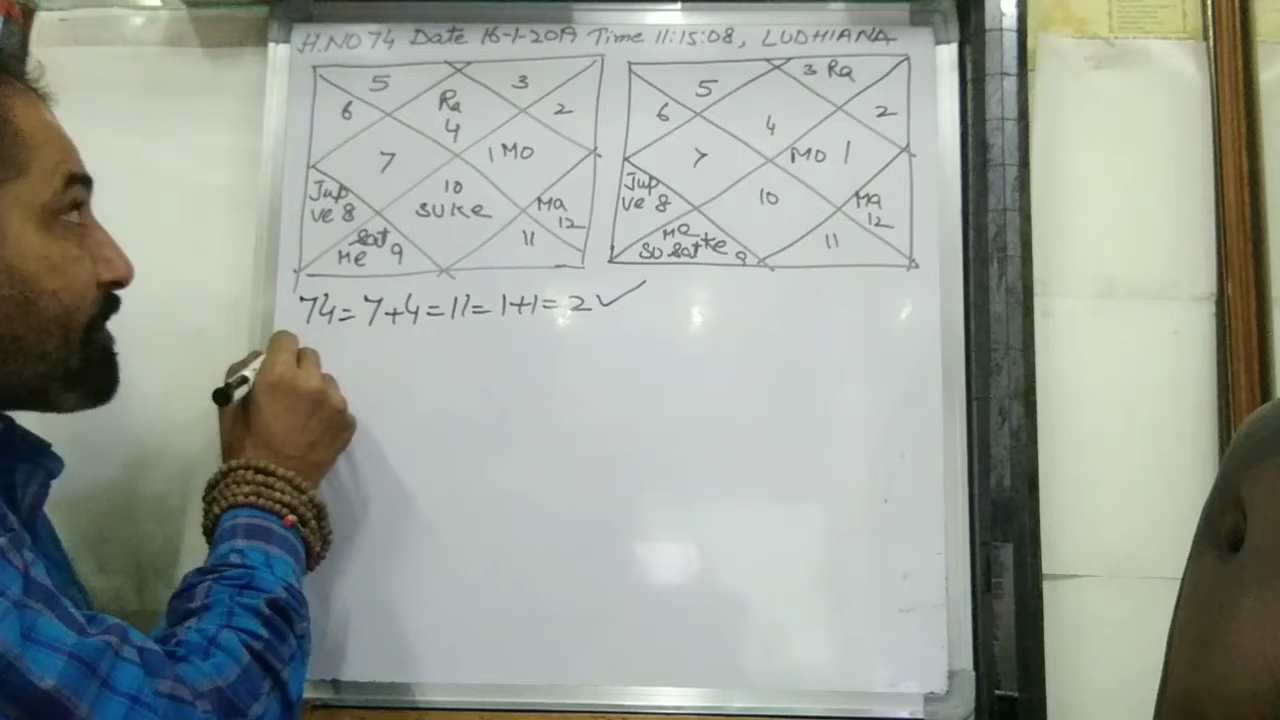 H.NO 74 Date 16-1-2019 Time 11:15:08, LUDHIANA
5
3
6
Ra
4
2
7
1 MO
Jup
Ve 8
10
SU Ke
Ma
12
Sat
Me 9
11
5
3 Ra
6
4
2
7
MO 1
Jup
Ve 8
10
Ma
12
Me
SU Sat Ke 9
11
74 = 7+4 = 11 = 1+1 = 2 ✓